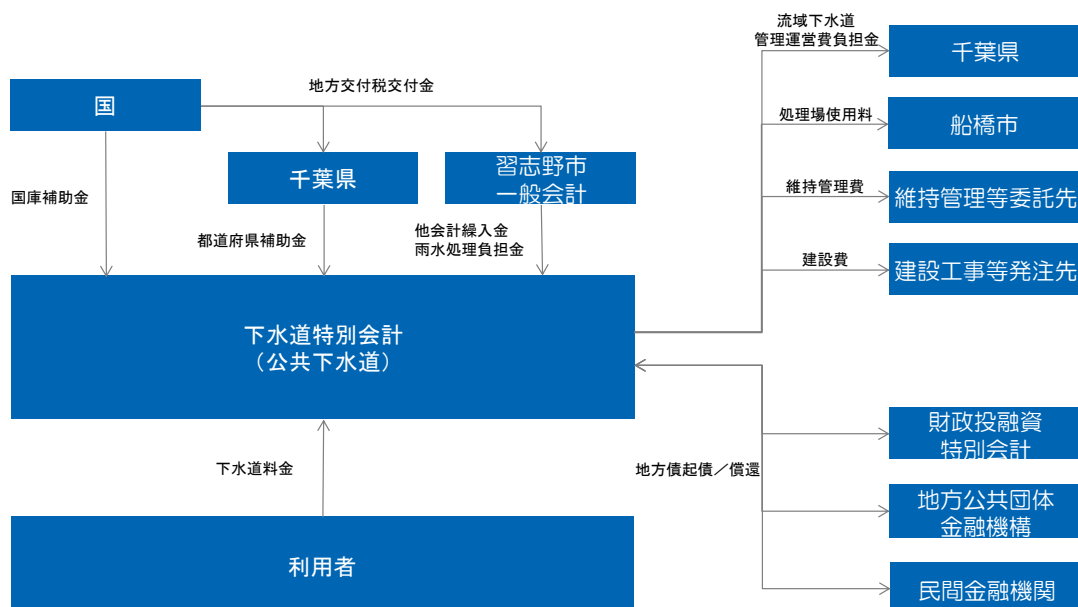 流域下水道
管理運営費負担金
千葉県
地方交付税交付金
国
処理場使用料
船橋市
千葉県
習志野市
一般会計
国庫補助金
維持管理費
維持管理等委託先
都道府県補助金
他会計繰入金
雨水処理負担金
建設費
建設工事等発注先
下水道特別会計
（公共下水道）
財政投融資
特別会計
下水道料金
地方債起債／償還
地方公共団体
金融機構
利用者
民間金融機関